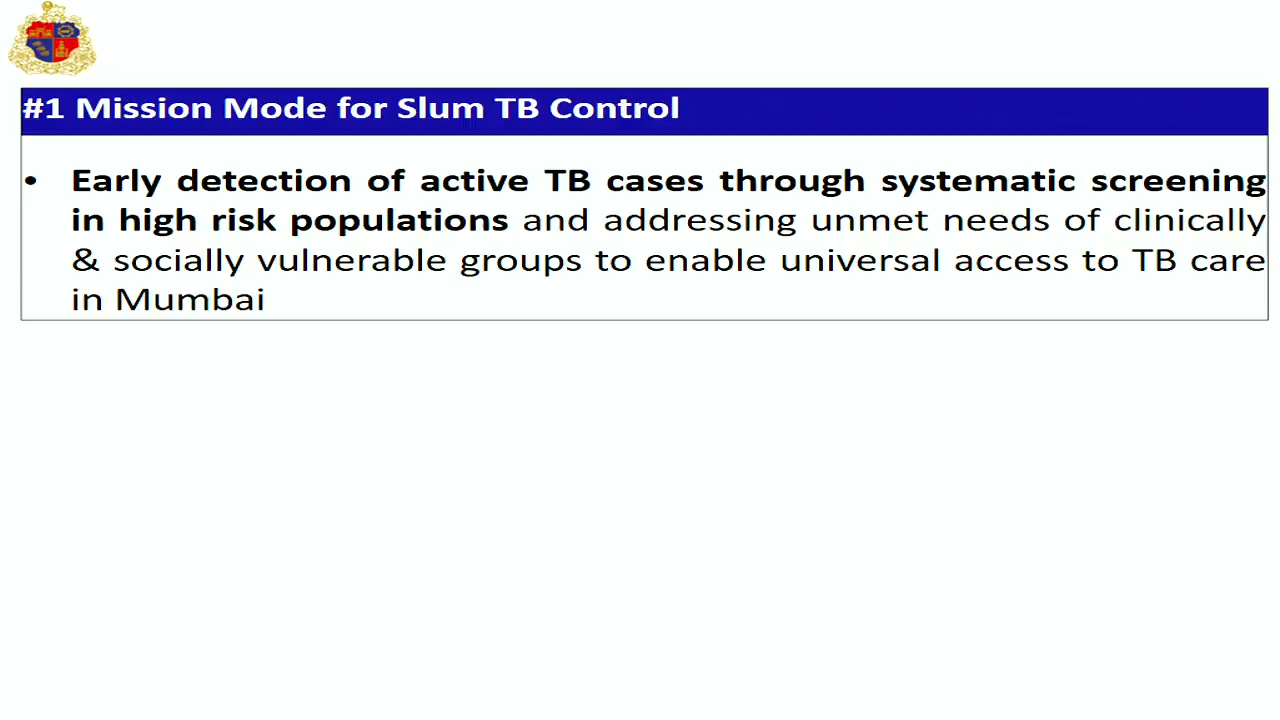 #1 Mission Mode for Slum TB Control
• Early detection of active TB cases through systematic screening
in high risk populations and addressing unmet needs of clinically
& socially vulnerable groups to enable universal access to TB care
in Mumbai